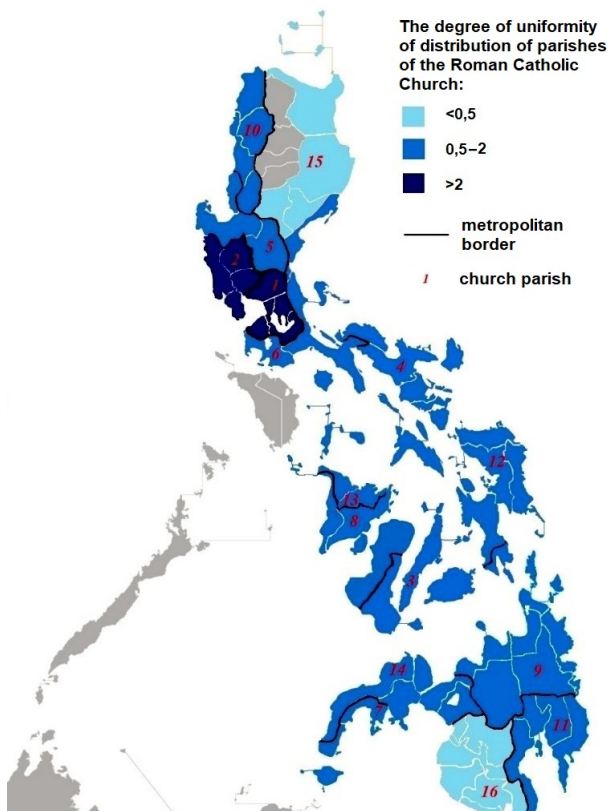 The degree of uniformity
of distribution of parishes
of the Roman Catholic
Church:
<0,5
0,5–2
>2
metropolitan
border
1 church parish
10
15
5
2
1
6
4
12
13
8
3
14
9
7
11
16